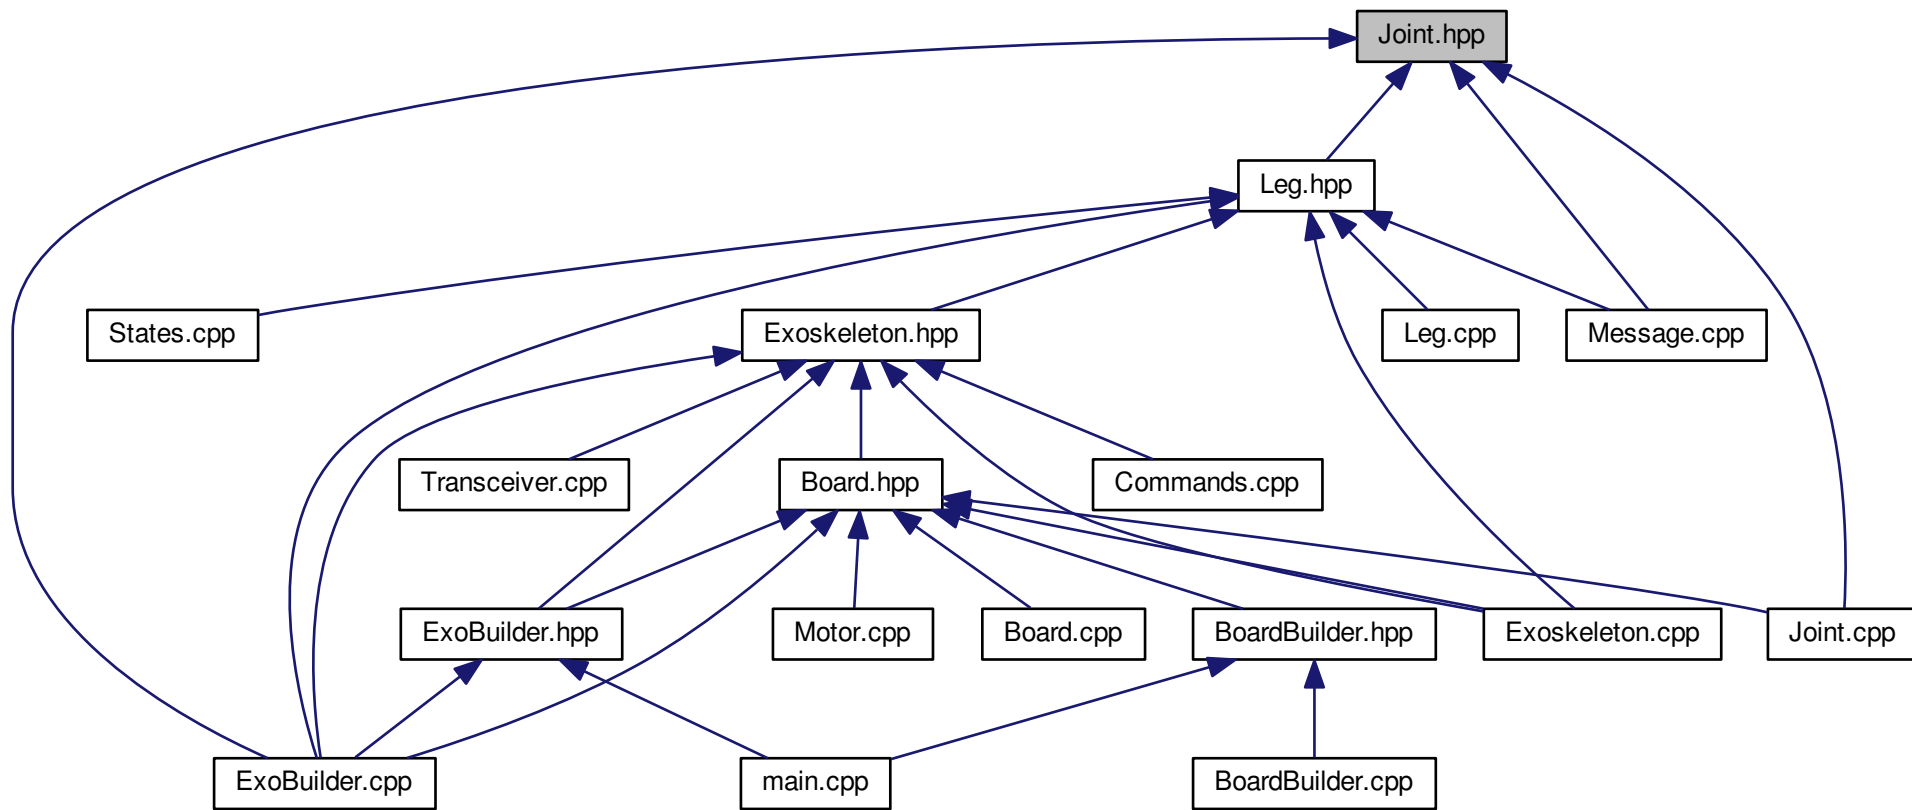 Joint.hpp
Leg.hpp
States.cpp
Exoskeleton.hpp
Leg.cpp
Message.cpp
Transceiver.cpp
Board.hpp
Commands.cpp
ExoBuilder.hpp
Motor.cpp
Board.cpp
BoardBuilder.hpp
Exoskeleton.cpp
Joint.cpp
ExoBuilder.cpp
main.cpp
BoardBuilder.cpp